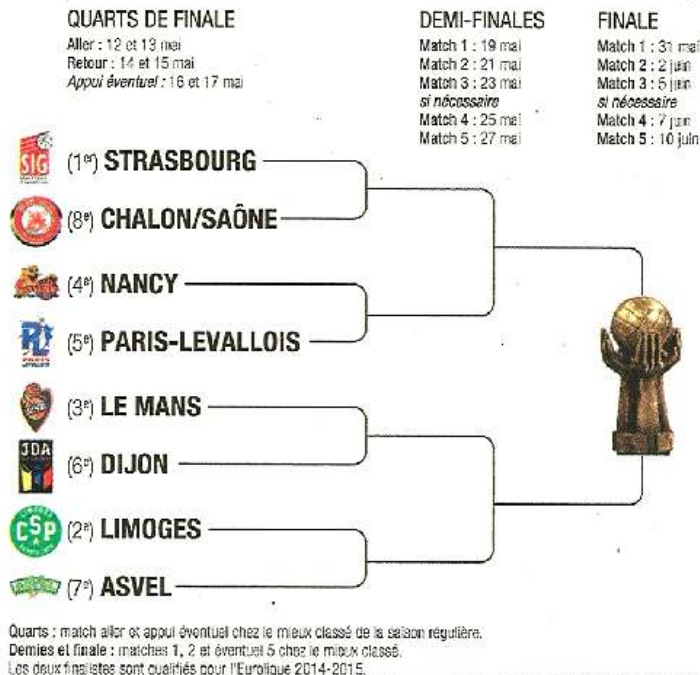 QUARTS DE FINALE
Aller : 12 et 13 mai
Retour : 14 et 15 mai
Appui éventuel : 16 et 17 mai
DEMI-FINALES
Match 1 : 19 mai
Match 2 : 21 mai
Match 3 : 23 mai
si nécessaire
Match 4 : 25 mai
Match 5 : 27 mai
FINALE
Match 1 : 31 mai
Match 2 : 2 juin
Match 3 : 5 juin
si nécessaire
Match 4 : 7 juin
Match 5 : 10 juin
SIG
(1er) STRASBOURG
(8e) CHALON/SAÔNE
(4e) NANCY
PARIS
(5e) PARIS-LEVALLOIS
(3e) LE MANS
JDA
(6e) DIJON
LIMOGES
CSP
(2e) LIMOGES
(7e) ASVEL
Quarts : match aller et appui éventuel chez le mieux classé de la saison régulière.
Demies et finale : matches 1, 2 et éventuel 5 chez le mieux classé.
Les deux finalistes sont qualifiés pour l'Euroligue 2014-2015.